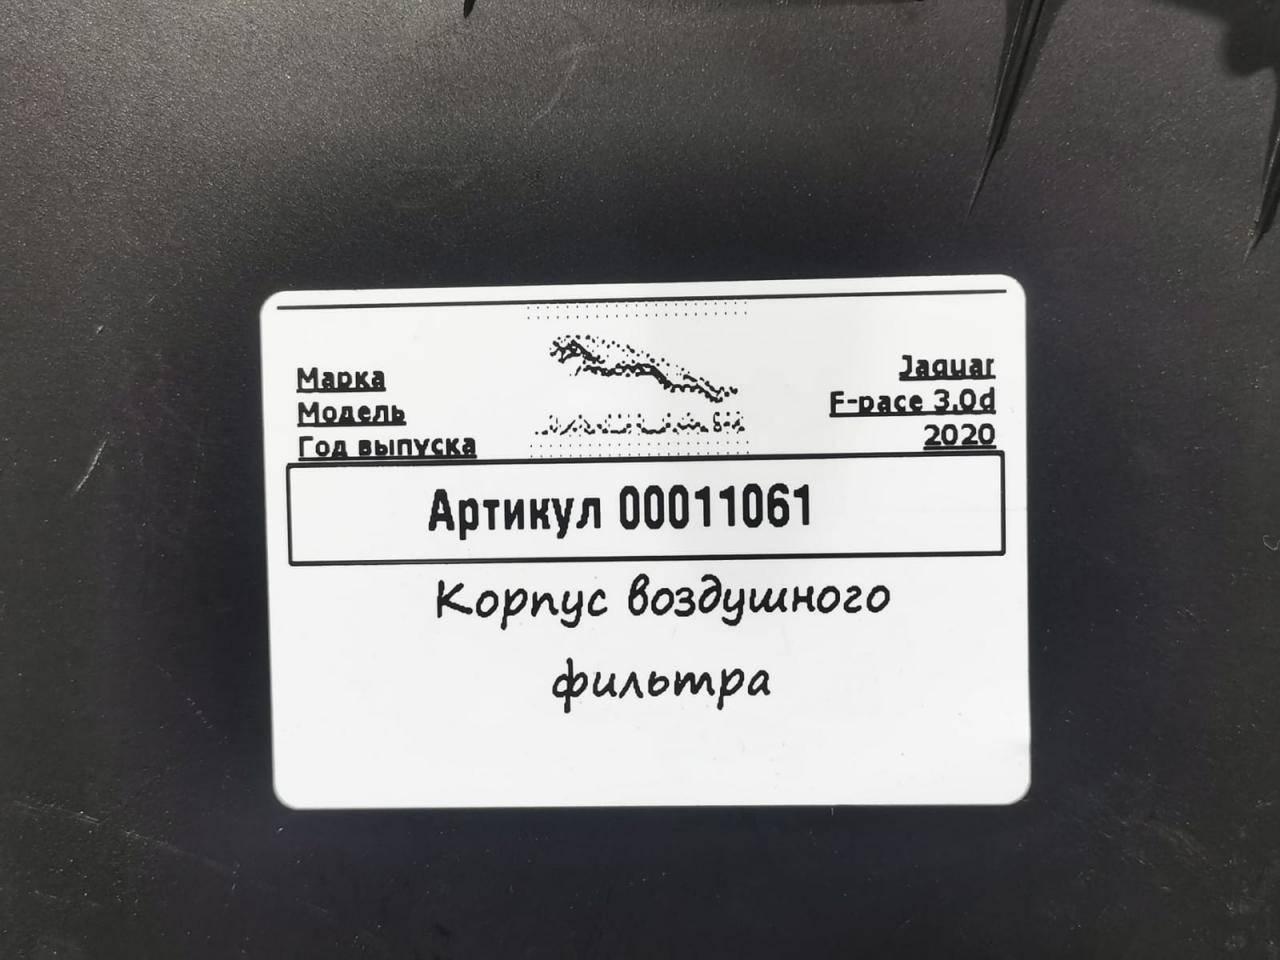 Марка Jaguar
Модель F-pace 3.0d
Год выпуска 2020
Артикул 00011061
Корпус воздушного
фильтра